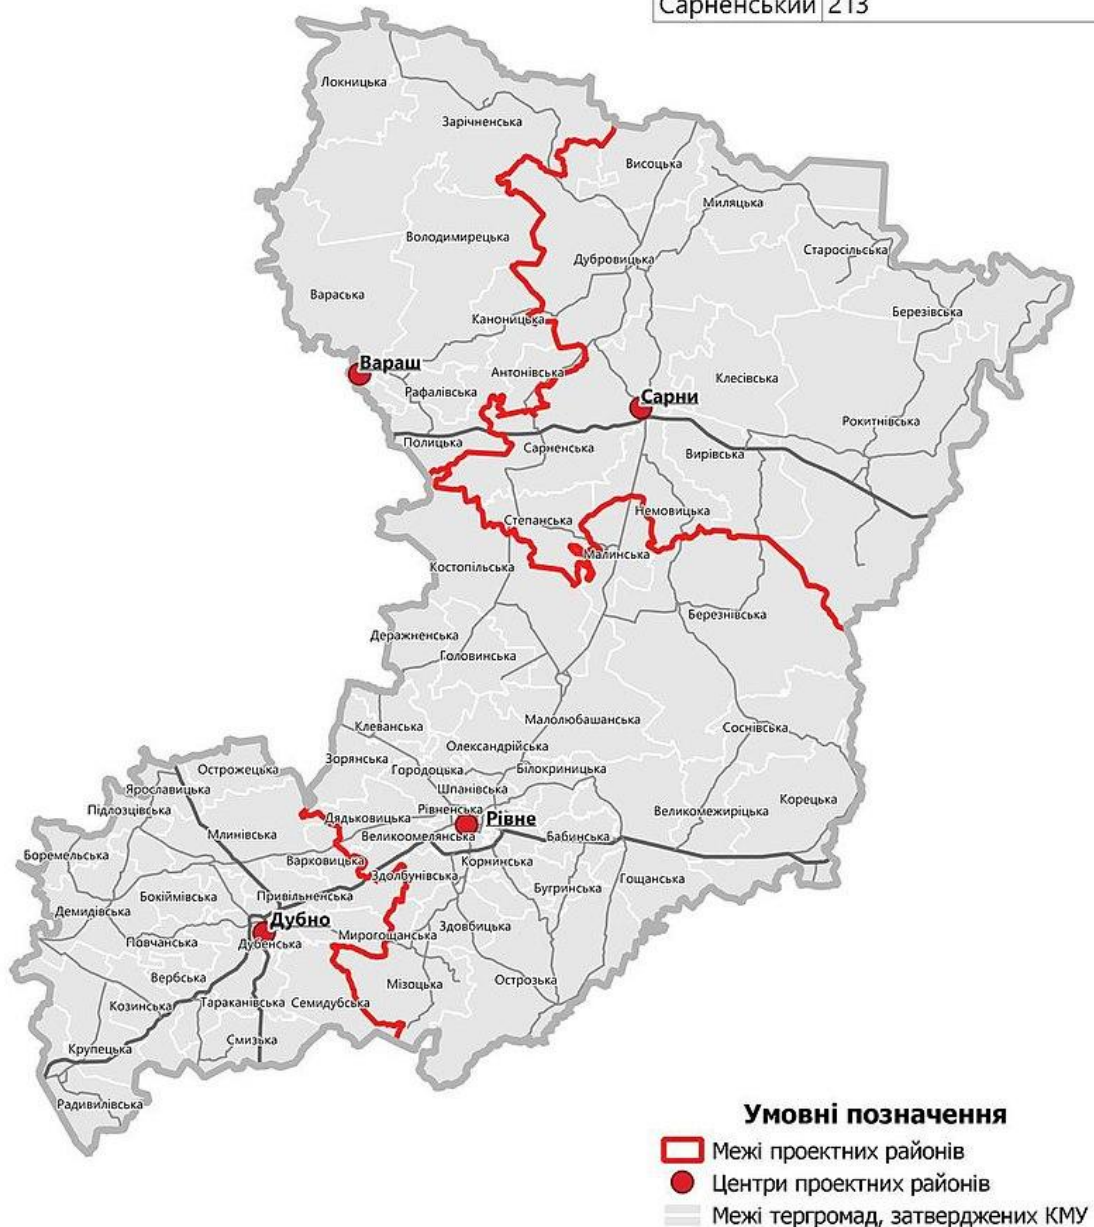 Сарненський 213
Локницька
Зарічненська
Висоцька
Миляцька
Володимирецька
Дубровицька
Старосільська
Вараська
Каноницька
Березівська
Вараш
Антонівська
Клесівська
Рафалівська
Сарни
Рокитнівська
Полицька
Сарненська
Вирівська
Степанська
Немовицька
Малинська
Костопільська
Березнівська
Деражненська
Головинська
Малолюбашанська
Клеванська
Соснівська
Олександрійська
Зорянська
Городоцька
Білокриницька
Острожецька
Шпанівська
Ярославицька
Підлозцівська
Рівненська
Рівне
Великомежиріцька
Корецька
Дядьковицька
Млинівська
Великоомелянська
Бабинська
Боремельська
Варковицька
Корнинська
Здолбунівська
Гощанська
Бугринська
Бокіймівська
Привільненська
Демидівська
Дубно
Здовбицька
Мирогощанська
Повчанська
Дубенська
Вербська
Мізоцька
Острозька
Козинська
Тараканівська
Семидубська
Смизька
Крупецька
Радивилівська
Умовні позначення
Межі проектних районів
Центри проектних районів
Межі тергромад, затверджених КМУ